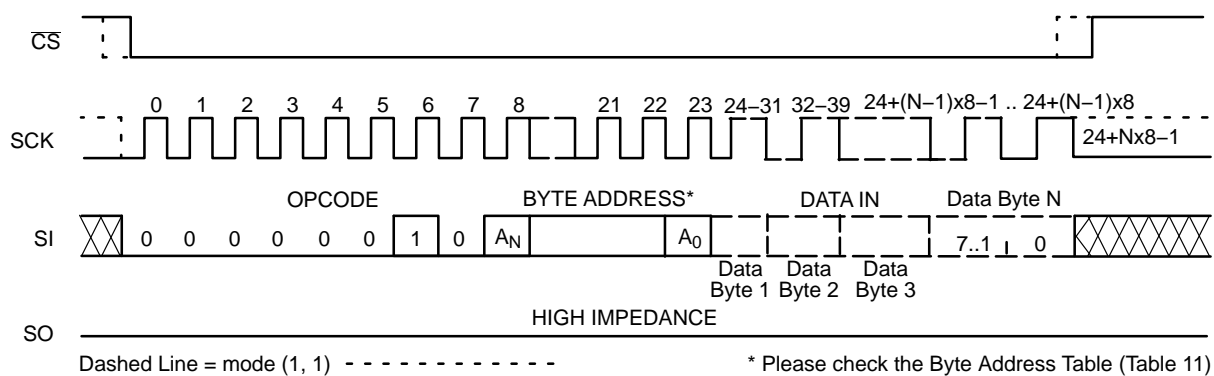 CS
0 1 2 3 4 5 6 7 8 21 22 23 24–31 32–39 24+(N–1)x8–1 .. 24+(N–1)x8
SCK
24+Nx8–1
OPCODE BYTE ADDRESS* DATA IN Data Byte N
SI
0 0 0 0 0 0 1 0 AN A0 7..1 0
Data Byte 1 Data Byte 2 Data Byte 3
HIGH IMPEDANCE
SO
Dashed Line = mode (1, 1) * Please check the Byte Address Table (Table 11)